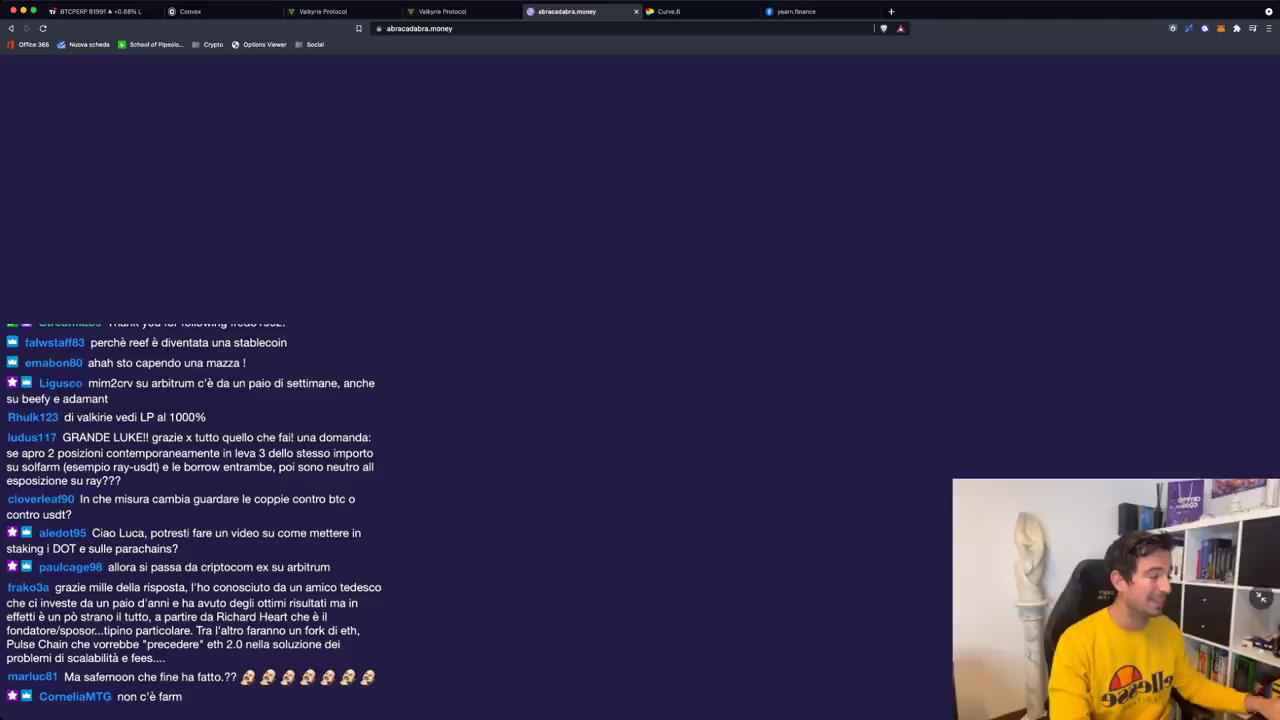 BTCPERP 61991 ▲ +0.68% L
Convex
Valkyrie Protocol
Valkyrie Protocol
abracadabra.money
Curve.fi
yearn.finance
abracadabra.money
Office 365
Nuova scheda
School of Pipsolo...
Crypto
Options Viewer
Social
Streamlabs Thank you for following fredo1992!
falwstaff83 perchè reef è diventata una stablecoin
emabon80 ahah sto capendo una mazza !
Ligusco mim2crv su arbitrum c'è da un paio di settimane, anche
su beefy e adamant
Rhulk123 di valkirie vedi LP al 1000%
ludus117 GRANDE LUKE!! grazie x tutto quello che fai! una domanda:
se apro 2 posizioni contemporaneamente in leva 3 dello stesso importo
su solfarm (esempio ray-usdt) e le borrow entrambe, poi sono neutro all
esposizione su ray???
cloverleaf90 In che misura cambia guardare le coppie contro btc o
contro usdt?
aledot95 Ciao Luca, potresti fare un video su come mettere in
staking i DOT e sulle parachains?
paulcage98 allora si passa da criptocom ex su arbitrum
frako3a grazie mille della risposta, l'ho conosciuto da un amico tedesco
che ci investe da un paio d'anni e ha avuto degli ottimi risultati ma in
effetti è un pò strano il tutto, a partire da Richard Heart che è il
fondatore/sposor...tipino particolare. Tra l'altro faranno un fork di eth,
Pulse Chain che vorrebbe "precedere" eth 2.0 nella soluzione dei
problemi di scalabilità e fees....
marluc81 Ma safemoon che fine ha fatto.??
CorneliaMTG non c'è farm
ellesse